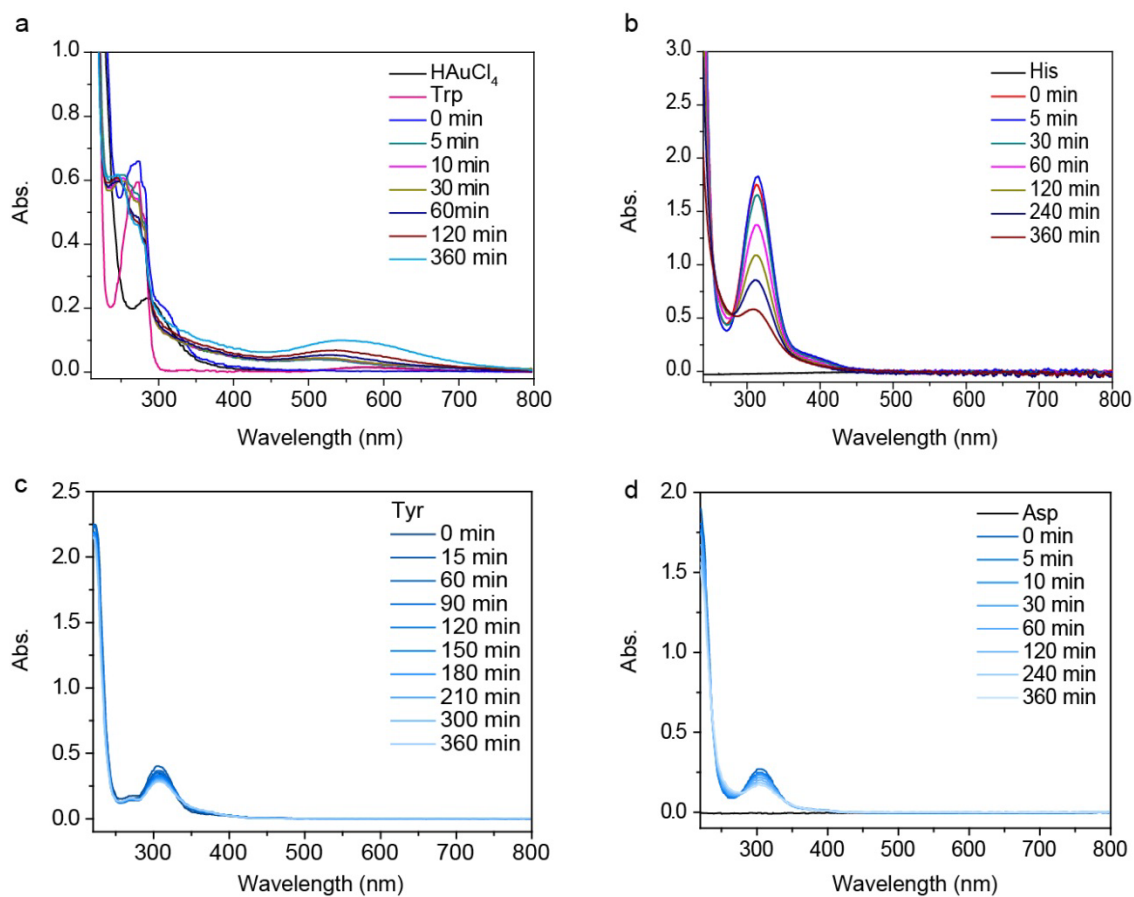 a
1.0
0.8
0.6
0.4
0.2
0.0
Abs.
300 400 500 600 700 800
Wavelength (nm)
HAuCl4
Trp
0 min
5 min
10 min
30 min
60min
120 min
360 min
b
3.0
2.5
2.0
1.5
1.0
0.5
0.0
Abs.
300 400 500 600 700 800
Wavelength (nm)
His
0 min
5 min
30 min
60 min
120 min
240 min
360 min
c
2.5
2.0
1.5
1.0
0.5
0.0
Abs.
300 400 500 600 700 800
Wavelength (nm)
Tyr
0 min
15 min
60 min
90 min
120 min
150 min
180 min
210 min
300 min
360 min
d
2.0
1.5
1.0
0.5
0.0
Abs.
300 400 500 600 700 800
Wavelength (nm)
Asp
0 min
5 min
10 min
30 min
60 min
120 min
240 min
360 min